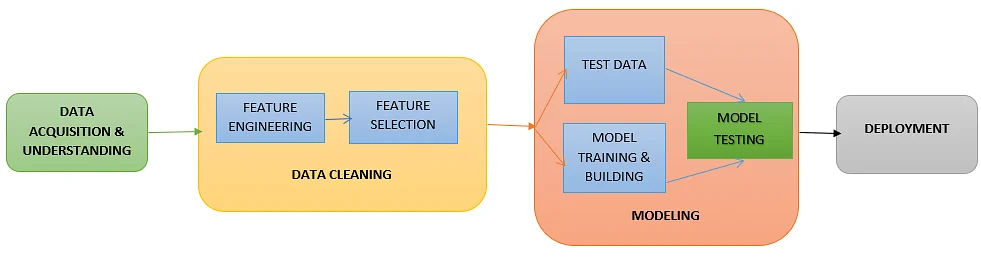 DATA
ACQUISITION &
UNDERSTANDING
FEATURE
ENGINEERING
FEATURE
SELECTION
DATA CLEANING
TEST DATA
MODEL
TRAINING &
BUILDING
MODEL
TESTING
MODELING
DEPLOYMENT